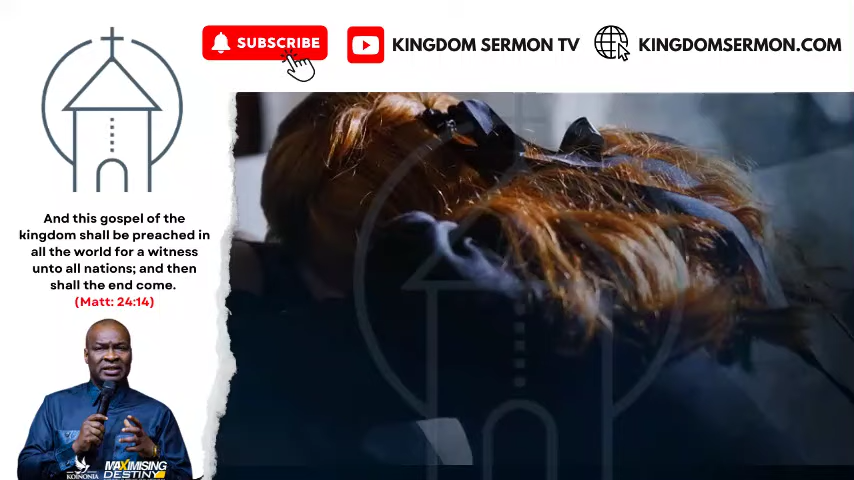 SUBSCRIBE
KINGDOM SERMON TV
KINGDOMSERMON.COM
And this gospel of the
kingdom shall be preached in
all the world for a witness
unto all nations; and then
shall the end come.
(Matt: 24:14)
KOINONIA
MAXIMISING
DESTINY